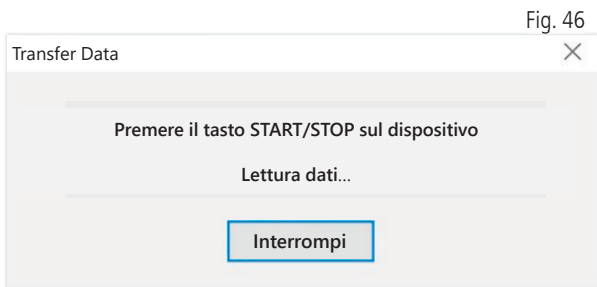 Fig. 46
Transfer Data
Premere il tasto START/STOP sul dispositivo
Lettura dati...
Interrompi